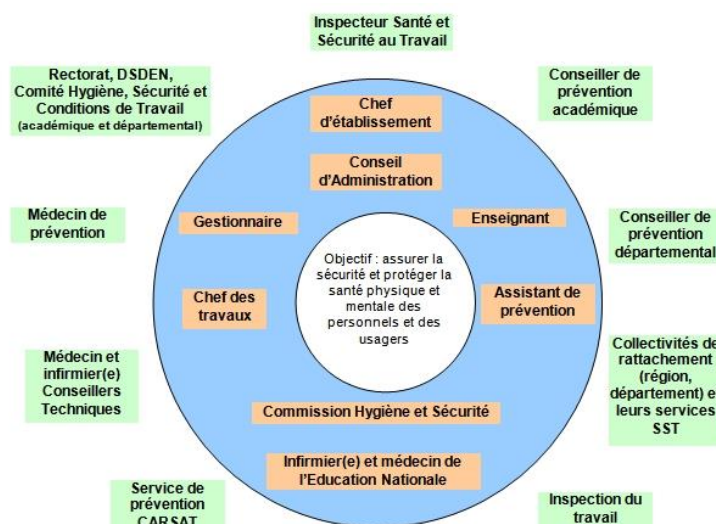 Inspecteur Santé et
Sécurité au Travail
Rectorat, DSDEN,
Comité Hygiène, Sécurité et
Conditions de Travail
(académique et départemental)
Conseiller de
prévention
académique
Chef
d'établissement
Conseil
d'Administration
Médecin de
prévention
Gestionnaire
Enseignant
Conseiller de
prévention
départemental
Objectif : assurer la
sécurité et protéger la
santé physique et
mentale des
personnels et des
usagers
Chef des
travaux
Assistant de
prévention
Médecin et
infirmier(e)
Conseillers
Techniques
Collectivités de
rattachement
(région,
département) e
leurs services
SST
Commission Hygiène et Sécurité
Infirmier(e) et médecin de
l'Education Nationale
Service de
prévention
CARSAT
Inspection du
travail